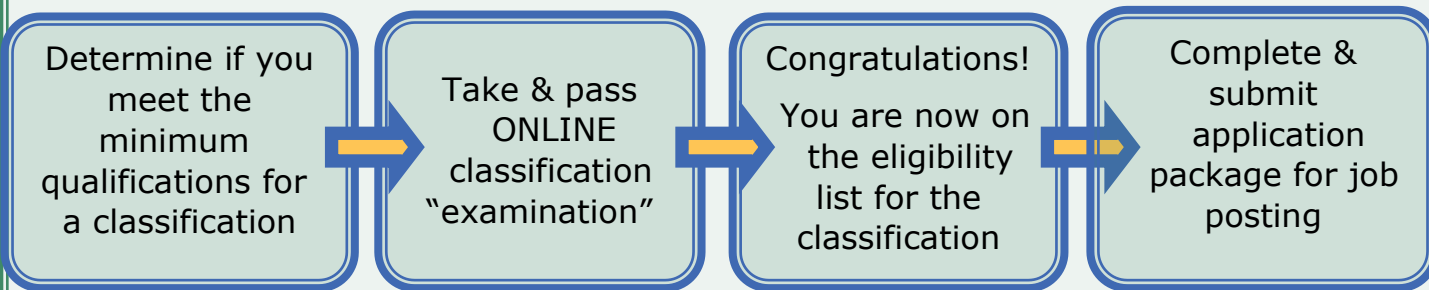 Determine if you
meet the
minimum
qualifications for
a classification
Take & pass
ONLINE
classification
“examination”
Congratulations!
You are now on
the eligibility
list for the
classification
Complete &
submit
application
package for job
posting